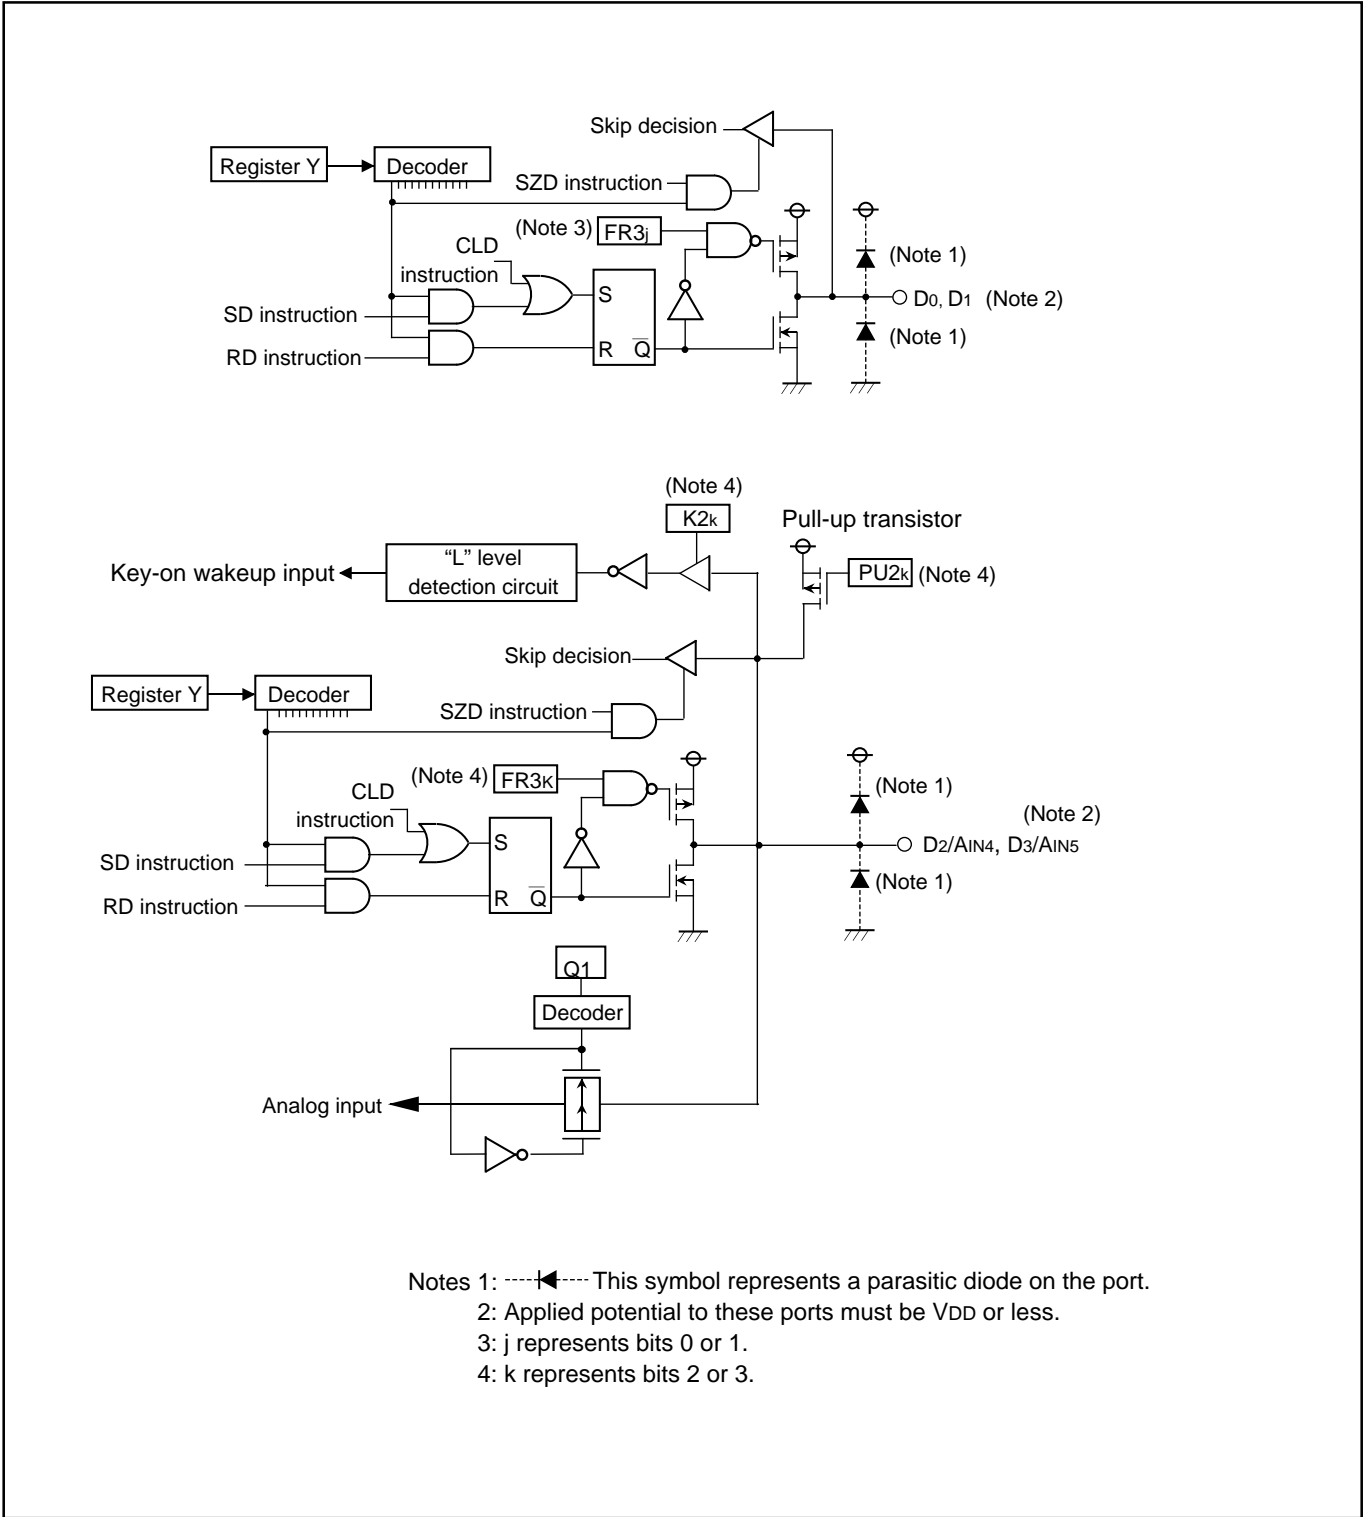 Skip decision
Register Y
Decoder
SZD instruction
(Note 3)
FR3j
CLD
instruction
(Note 1)
S
D0, D1 (Note 2)
SD instruction
(Note 1)
R
Q
RD instruction
(Note 4)
K2k
Pull-up transistor
Key-on wakeup input
“L” level
detection circuit
PU2k
(Note 4)
Skip decision
Register Y
Decoder
SZD instruction
(Note 4)
FR3K
CLD
instruction
(Note 1)
(Note 2)
S
D2/AIN4, D3/AIN5
SD instruction
(Note 1)
R
Q
RD instruction
Q1
Decoder
Analog input
Notes 1: This symbol represents a parasitic diode on the port.
2: Applied potential to these ports must be VDD or less.
3: j represents bits 0 or 1.
4: k represents bits 2 or 3.